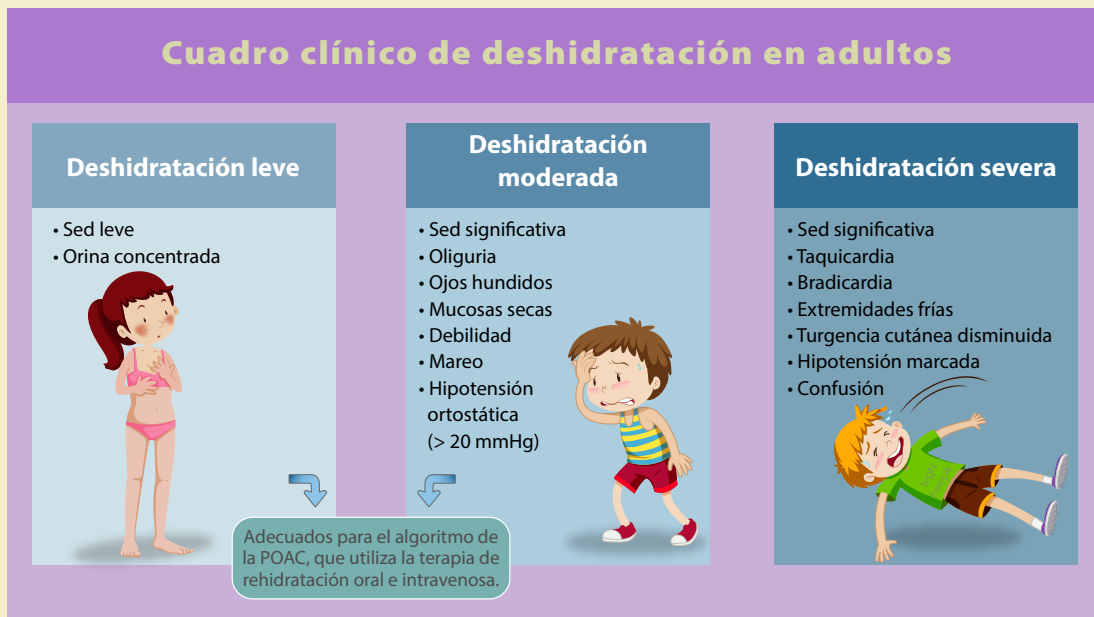 Cuadro clínico de deshidratación en adultos
Deshidratación leve
• Sed leve
• Orina concentrada
Deshidratación
moderada
• Sed significativa
• Oliguria
• Ojos hundidos
• Mucosas secas
• Debilidad
• Mareo
• Hipotensión
ortostática
(> 20 mmHg)
Deshidratación severa
• Sed significativa
• Taquicardia
• Bradicardia
• Extremidades frías
• Turgencia cutánea disminuida
• Hipotensión marcada
• Confusión
Adecuados para el algoritmo de
la POAC, que utiliza la terapia de
rehidratación oral e intravenosa.